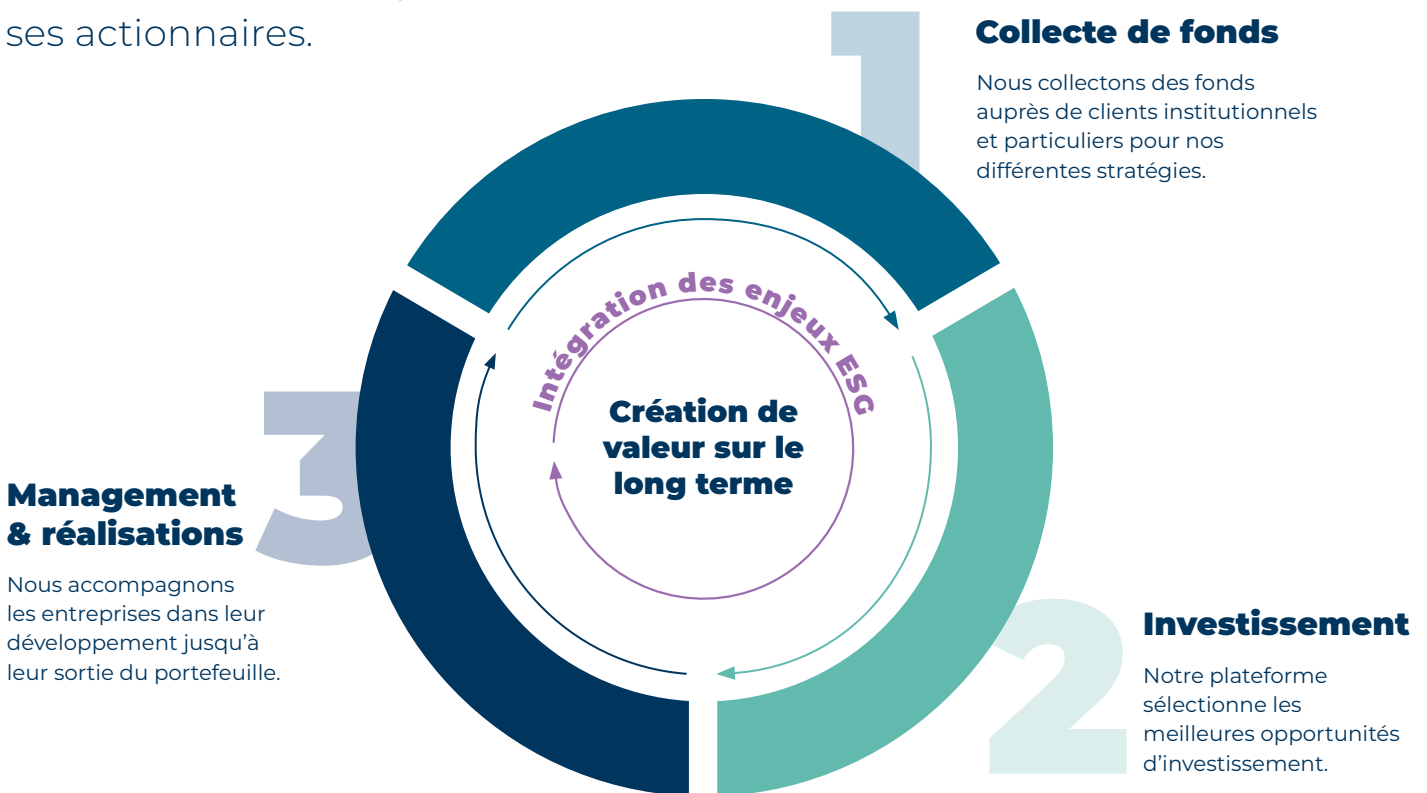 ses actionnaires.
1
Collecte de fonds
Nous collectons des fonds
auprès de clients institutionnels
et particuliers pour nos
différentes stratégies.
Intégration des enjeux ESG
Création de
valeur sur le
long terme
3
Management
& réalisations
Nous accompagnons
les entreprises dans leur
développement jusqu’à
leur sortie du portefeuille.
2
Investissement
Notre plateforme
sélectionne les
meilleures opportunités
d’investissement.